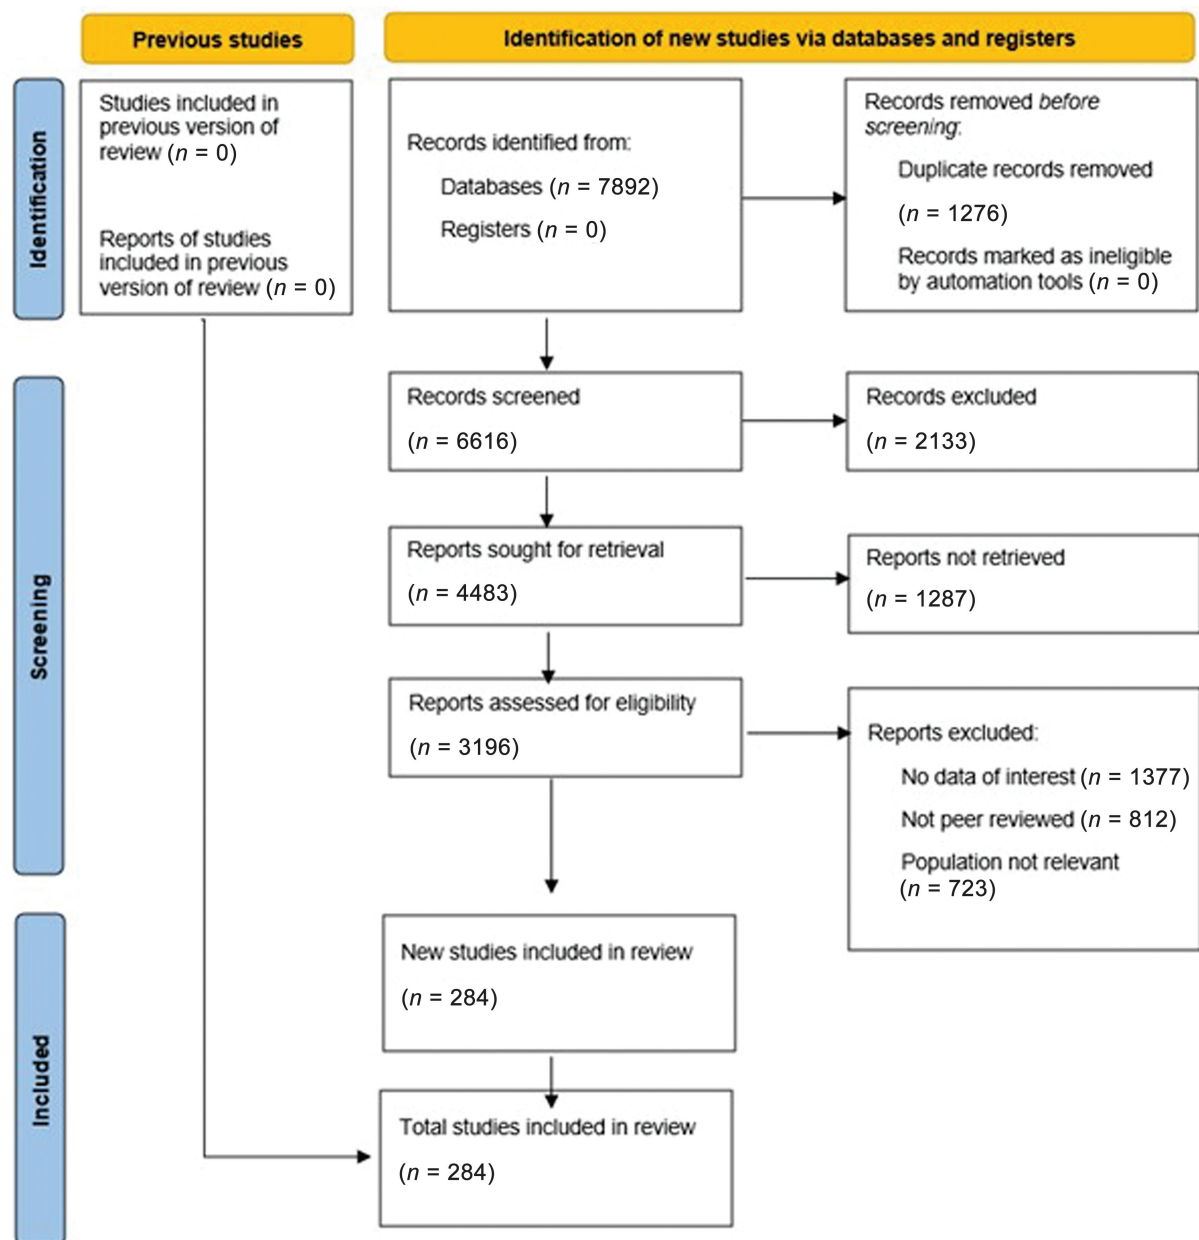 Previous studies
Identification of new studies via databases and registers
Identification
Studies included in
previous version of
review (n = 0)
Reports of studies
included in previous
version of review (n = 0)
Records identified from:
Databases (n = 7892)
Registers (n = 0)
Records removed before
screening:
Duplicate records removed
(n = 1276)
Records marked as ineligible
by automation tools (n = 0)
Screening
Records screened
(n = 6616)
Records excluded
(n = 2133)
Reports sought for retrieval
(n = 4483)
Reports not retrieved
(n = 1287)
Reports assessed for eligibility
(n = 3196)
Reports excluded:
No data of interest (n = 1377)
Not peer reviewed (n = 812)
Population not relevant
(n = 723)
Included
New studies included in review
(n = 284)
Total studies included in review
(n = 284)